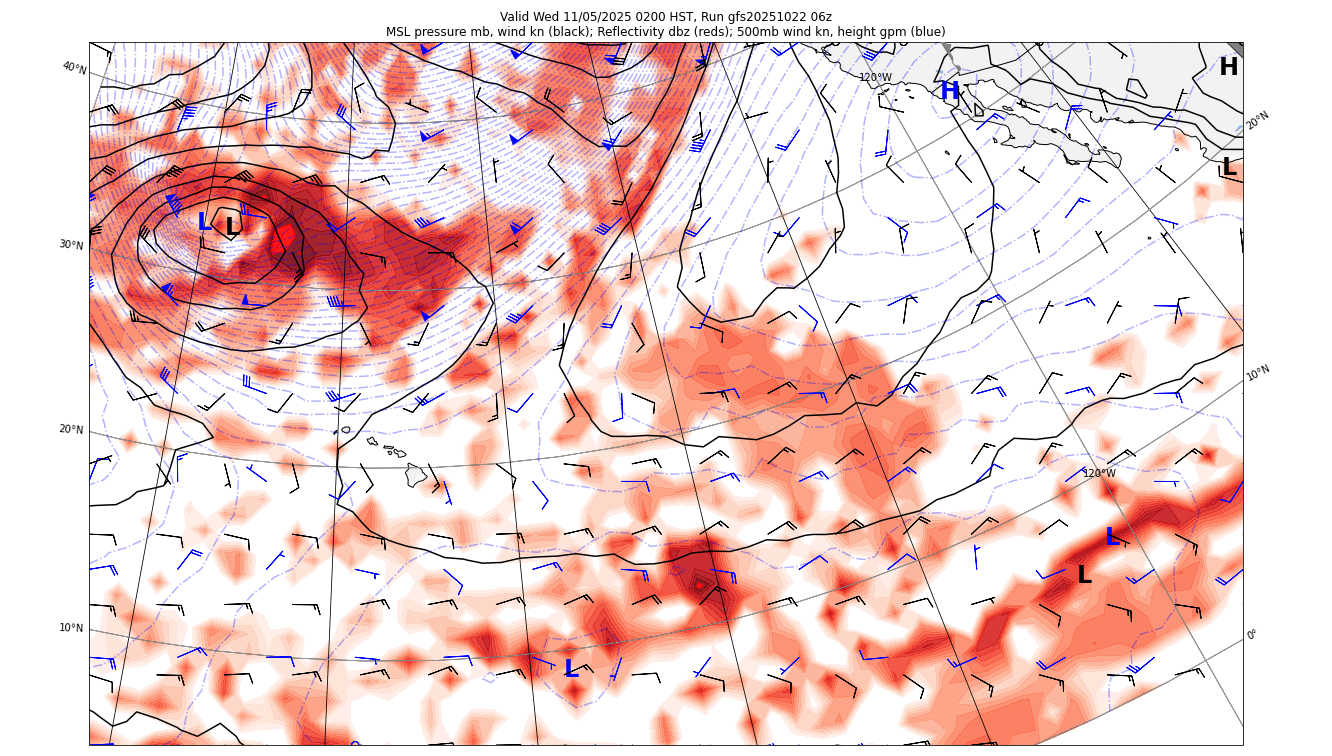 Valid Wed 11/05/2025 0200 HST, Run gfs20251022 06z
MSL pressure mb, wind kn (black); Reflectivity dbz (reds); 500mb wind kn, height gpm (blue)
40°N
120°W
H
H
20°N
L
L
L
30°N
10°N
20°N
120°W
L
L
10°N
0°
L